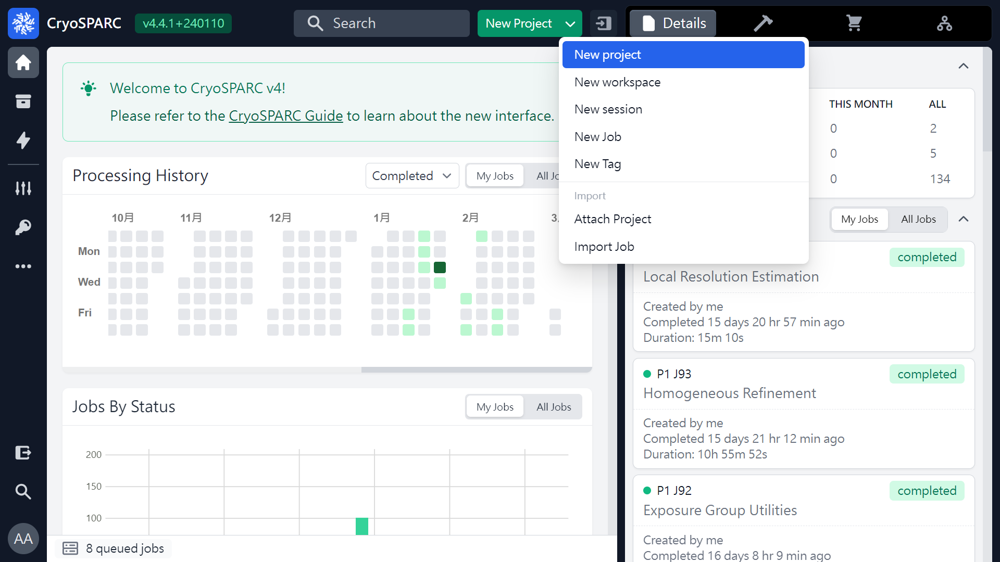 CryoSPARC
v4.4.1+240110
Search
New Project
Details
New project
New workspace
New session
New Job
New Tag
Import
Attach Project
Import Job
Welcome to CryoSPARC v4!
Please refer to the CryoSPARC Guide to learn about the new interface.
THIS MONTH ALL
0 2
0 5
0 134
Processing History
Completed
My Jobs
10月 11月 12月 1月 2月
Mon
Wed
Fri
My Jobs All Jobs
completed
Local Resolution Estimation
Created by me
Completed 15 days 20 hr 57 min ago
Duration: 15m 10s
P1 J93
completed
Homogeneous Refinement
Created by me
Completed 15 days 21 hr 12 min ago
Duration: 10h 55m 52s
P1 J92
completed
Exposure Group Utilities
Created by me
Completed 16 days 8 hr 9 min ago
Jobs By Status
My Jobs All Jobs
200
150
100
AA
8 queued jobs